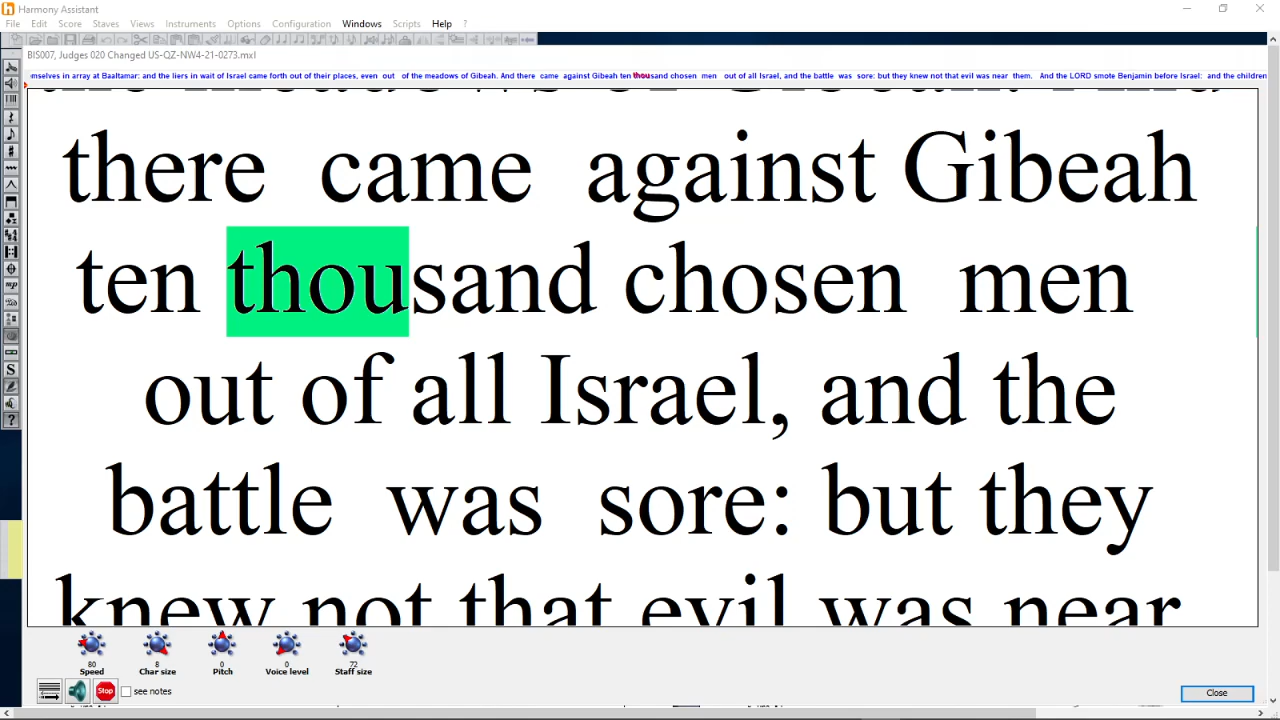 Harmony Assistant
File Edit Score Staves Views Instruments Options Configuration Windows Scripts Help ?
BIS007, Judges 020 Changed US-QZ-NW4-21-0273.mxl
mselves in array at Baaltamar: and the liers in wait of Israel came forth out of their places, even out of the meadows of Gibeah. And there came against Gibeah ten thousand chosen men out of all Israel, and the battle was sore: but they knew not that evil was near them. And the LORD smote Benjamin before Israel: and the children
there came against Gibeah
ten thousand chosen men
out of all Israel, and the
battle was sore: but they
knew not that evil was near
80 8 0 0 72
Speed Char size Pitch Voice level Staff size
Stop see notes Close